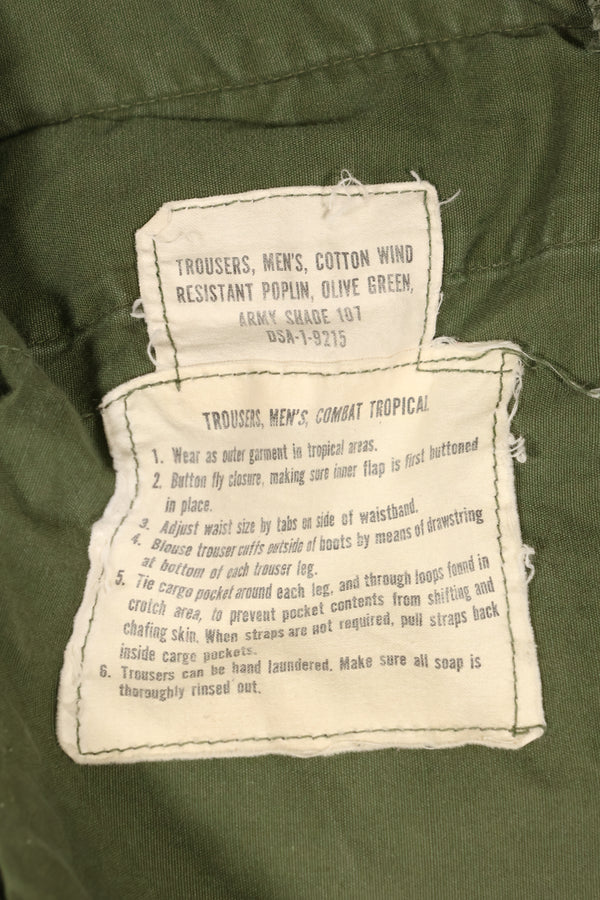 TROUSERS, MEN'S, COTTON WIND
RESISTANT POPLIN, OLIVE GREEN,
ARMY SHADE 107
DSA-1-9215
TROUSERS, MEN'S, COMBAT TROPICAL
1. Wear as outer garment in tropical areas.
2. Button fly closure, making sure inner flap is first buttoned
in place.
3. Adjust waist size by tabs on side of waistband.
4. Blouse trouser cuffs outside of boots by means of drawstring
at bottom of each trouser leg.
5. Tie cargo pocket around each leg, and through loops found in
crotch area, to prevent pocket contents from shifting and
chafing skin. When straps are not required, pull straps back
inside cargo pockets.
6. Trousers can be hand laundered. Make sure all soap is
thoroughly rinsed out.